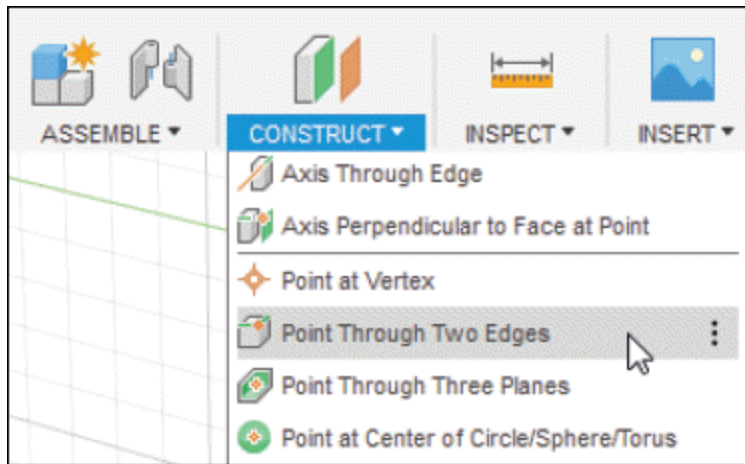 ASSEMBLE
CONSTRUCT
INSPECT
INSERT
Axis Through Edge
Axis Perpendicular to Face at Point
Point at Vertex
Point Through Two Edges
Point Through Three Planes
Point at Center of Circle/Sphere/Torus